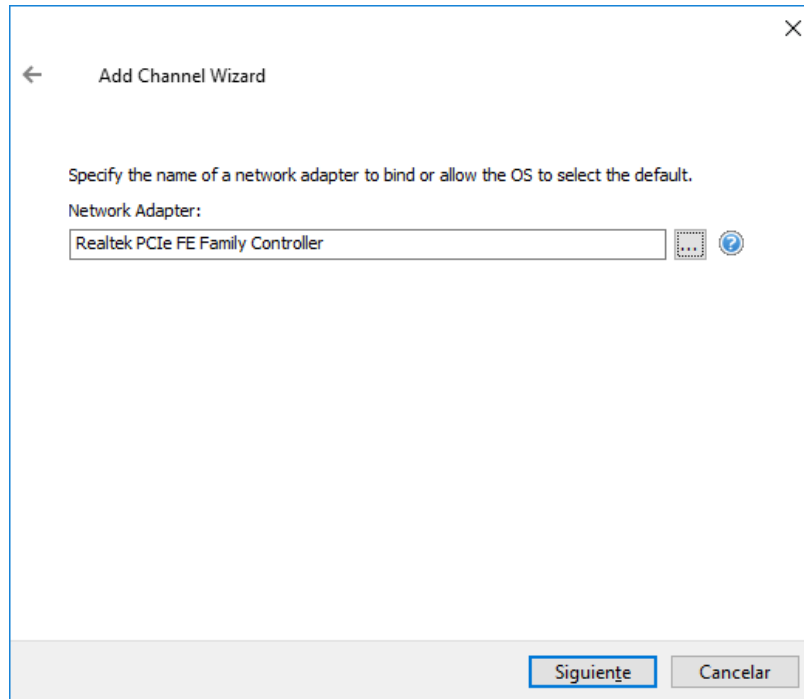 Add Channel Wizard
Specify the name of a network adapter to bind or allow the OS to select the default.
Network Adapter:
Realtek PCIe FE Family Controller
...
?
Siguiente
Cancelar